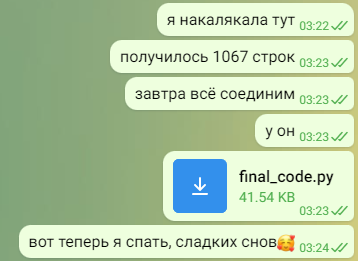 я накалякала тут 03:22
получилось 1067 строк 03:23
завтра всё соединим 03:23
у он 03:23
final_code.py
41.54 KB
03:23
вот теперь я спать, сладких снов🥰 03:24